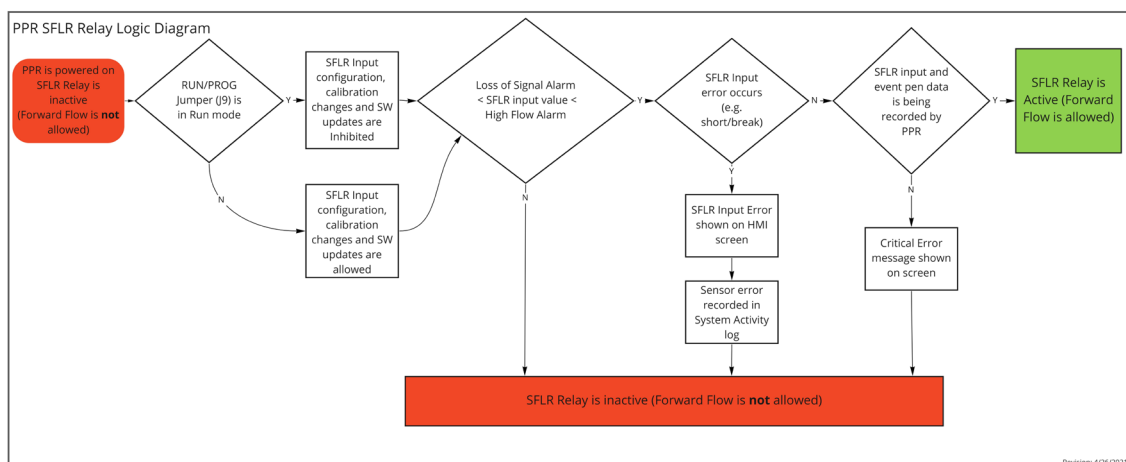 PPR SFLR Relay Logic Diagram
PPR is powered on
SFLR Relay is
inactive
(Forward Flow is not
allowed)
RUN/PROG
Jumper (J9) is
in Run mode
Y
N
SFLR Input
configuration,
calibration
changes and SW
updates are
Inhibited
SFLR Input
configuration,
calibration
changes and SW
updates are
allowed
Loss of Signal Alarm
< SFLR input value <
High Flow Alarm
Y
N
SFLR Input
error occurs
(e.g.
short/break)
N
Y
SFLR Input Error
shown on HMI
screen
Sensor error
recorded in
System Activity
log
SFLR input and
event pen data is
being
recorded by
PPR
Y
N
Critical Error
message shown
on screen
SFLR Relay is
Active (Forward
Flow is allowed)
SFLR Relay is inactive (Forward Flow is not allowed)
Revision: 4/26/2021